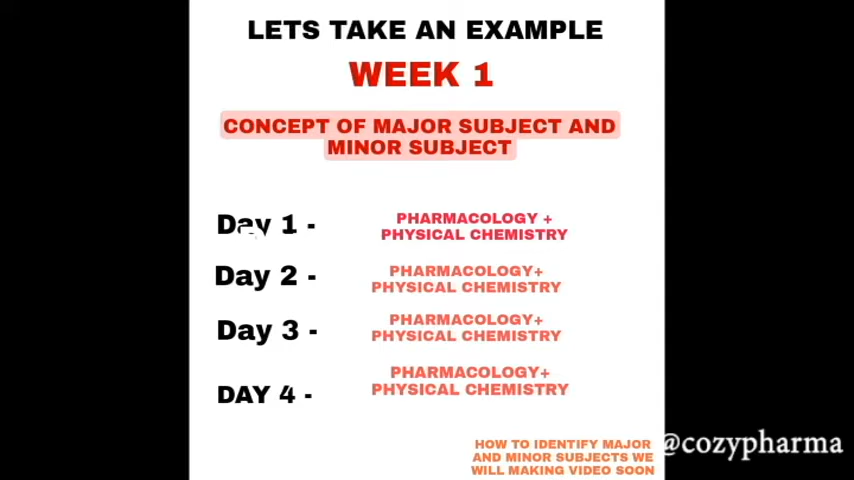 LETS TAKE AN EXAMPLE
WEEK 1
CONCEPT OF MAJOR SUBJECT AND
MINOR SUBJECT
Day 1 -
PHARMACOLOGY +
PHYSICAL CHEMISTRY
Day 2 -
PHARMACOLOGY+
PHYSICAL CHEMISTRY
Day 3 -
PHARMACOLOGY+
PHYSICAL CHEMISTRY
DAY 4 -
PHARMACOLOGY+
PHYSICAL CHEMISTRY
HOW TO IDENTIFY MAJOR
AND MINOR SUBJECTS WE
WILL MAKING VIDEO SOON
@cozypharma